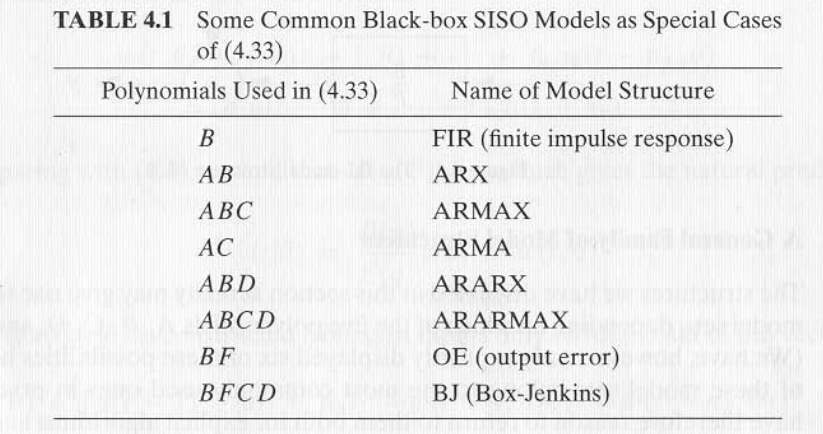 TABLE 4.1 Some Common Black-box SISO Models as Special Cases
of (4.33)
Polynomials Used in (4.33) Name of Model Structure
B FIR (finite impulse response)
AB ARX
ABC ARMAX
AC ARMA
ABD ARARX
ABCD ARARMAX
BF OE (output error)
BFCD BJ (Box-Jenkins)